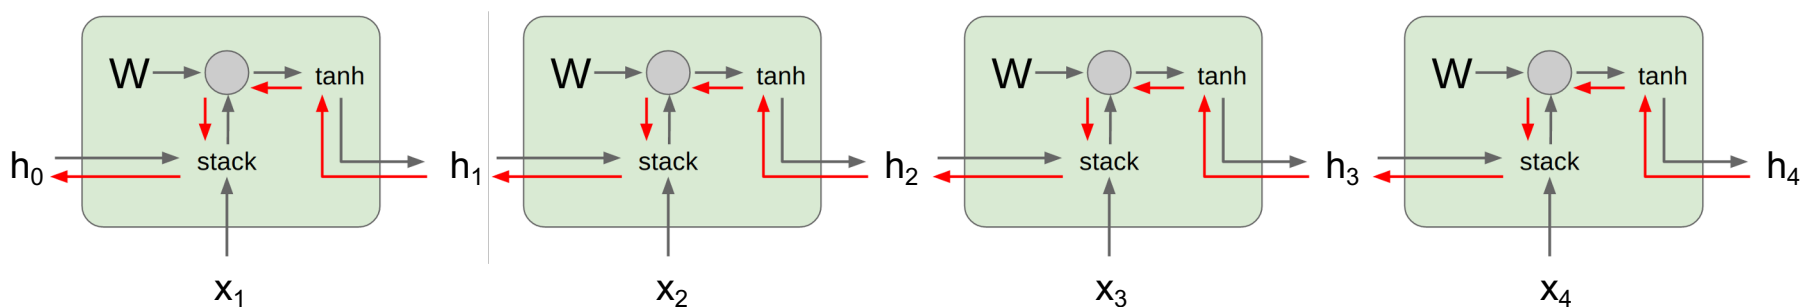 W tanh W tanh W tanh W tanh
h₀ stack h₁ stack h₂ stack h₃ stack h₄
x₁ x₂ x₃ x₄